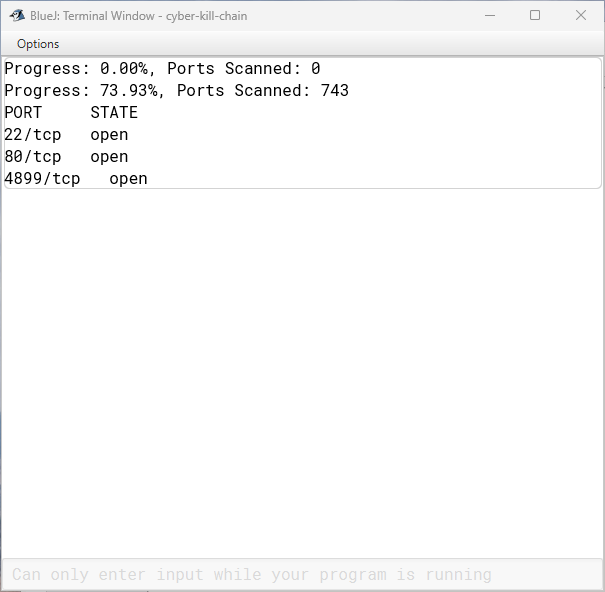 BlueJ: Terminal Window - cyber-kill-chain
Options
Progress: 0.00%, Ports Scanned: 0
Progress: 73.93%, Ports Scanned: 743
PORT     STATE
22/tcp   open
80/tcp   open
4899/tcp   open
Can only enter input while your program is running